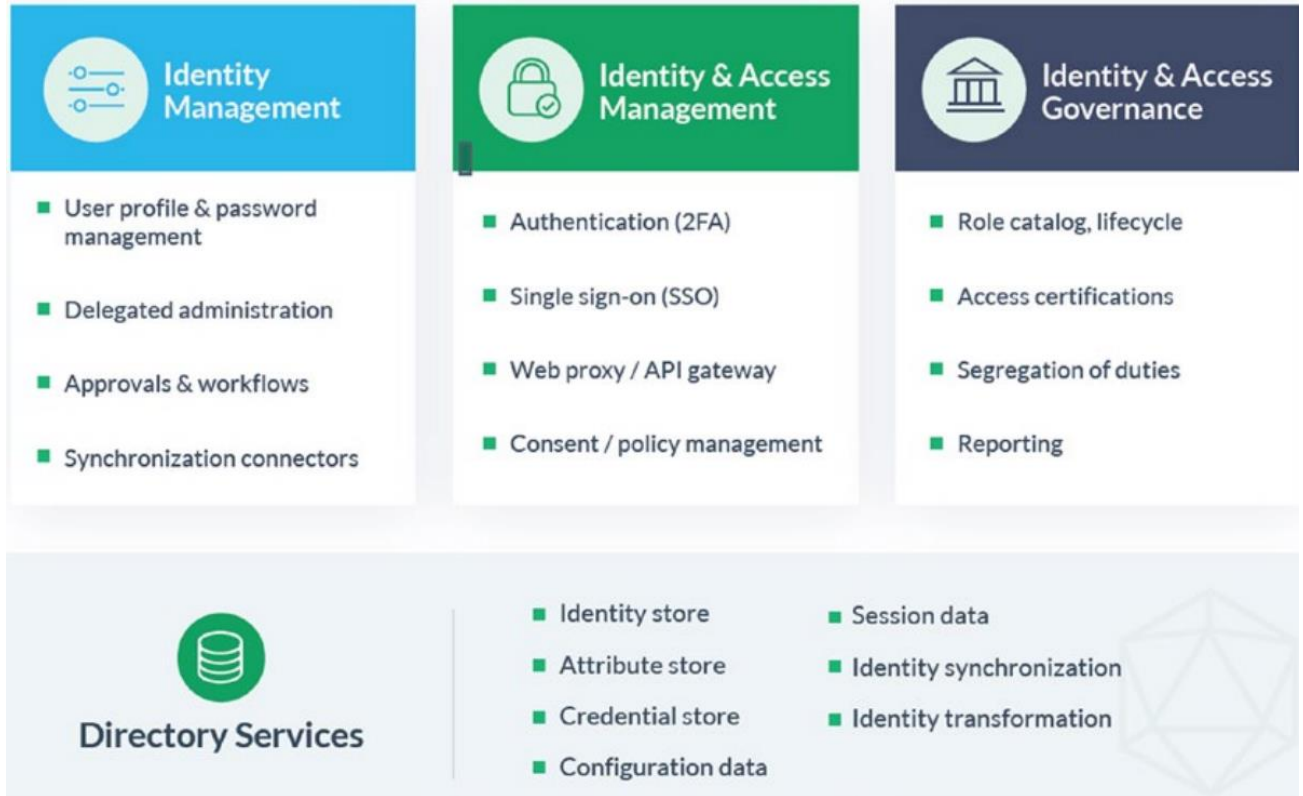 Identity
Management
User profile & password
management
Delegated administration
Approvals & workflows
Synchronization connectors
Identity & Access
Management
Authentication (2FA)
Single sign-on (SSO)
Web proxy / API gateway
Consent / policy management
Identity & Access
Governance
Role catalog, lifecycle
Access certifications
Segregation of duties
Reporting
Directory Services
Identity store
Attribute store
Credential store
Configuration data
Session data
Identity synchronization
Identity transformation